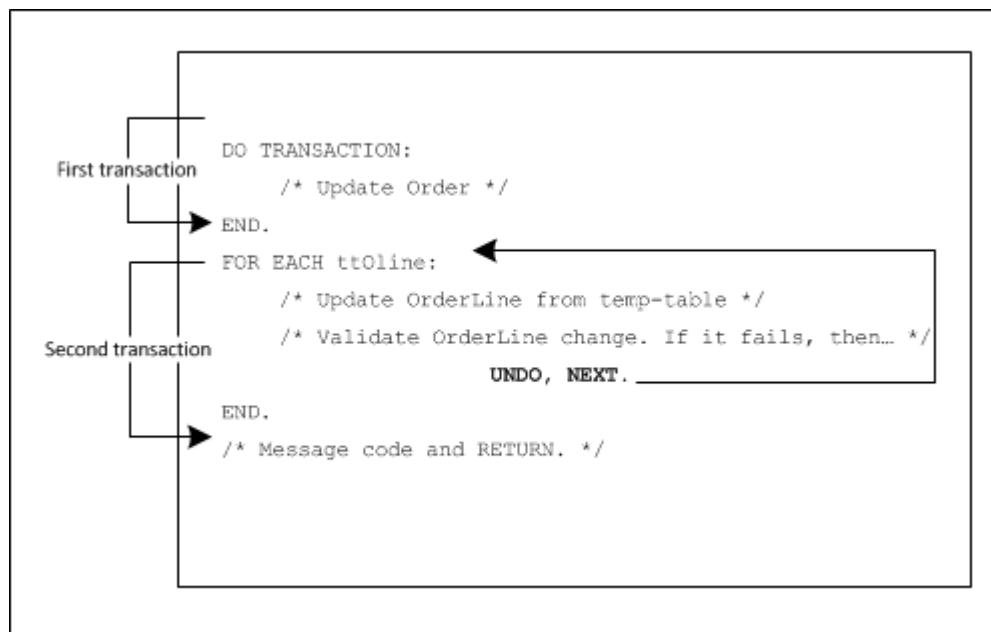 DO TRANSACTION:
First transaction
/* Update Order */
END.
FOR EACH ttOline:
/* Update OrderLine from temp-table */
Second transaction
/* Validate OrderLine change. If it fails, then… */
UNDO, NEXT.
END.
/* Message code and RETURN. */